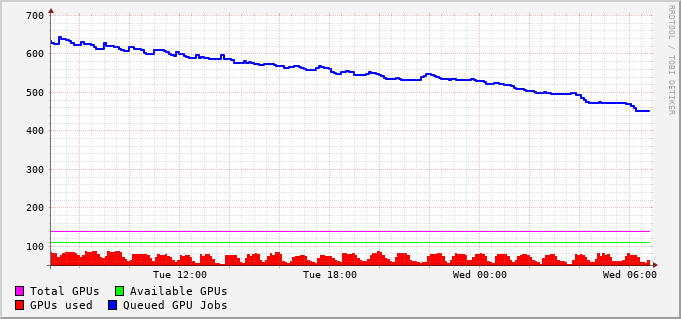 RRDTOOL / TOBI OETIKER
700
600
500
400
300
200
100
Tue 12:00 Tue 18:00 Wed 00:00 Wed 06:00
Total GPUs Available GPUs
GPUs used Queued GPU Jobs